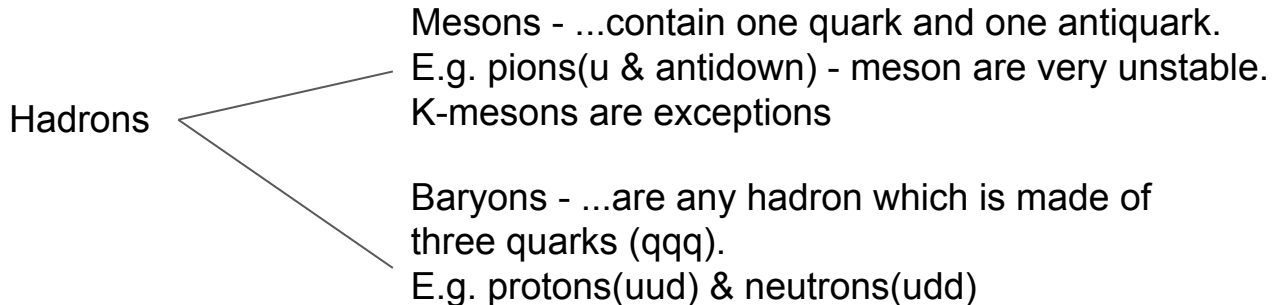 Mesons - ...contain one quark and one antiquark.
E.g. pions(u & antidown) - meson are very unstable.
K-mesons are exceptions
Hadrons
Baryons - ...are any hadron which is made of
three quarks (qqq).
E.g. protons(uud) & neutrons(udd)